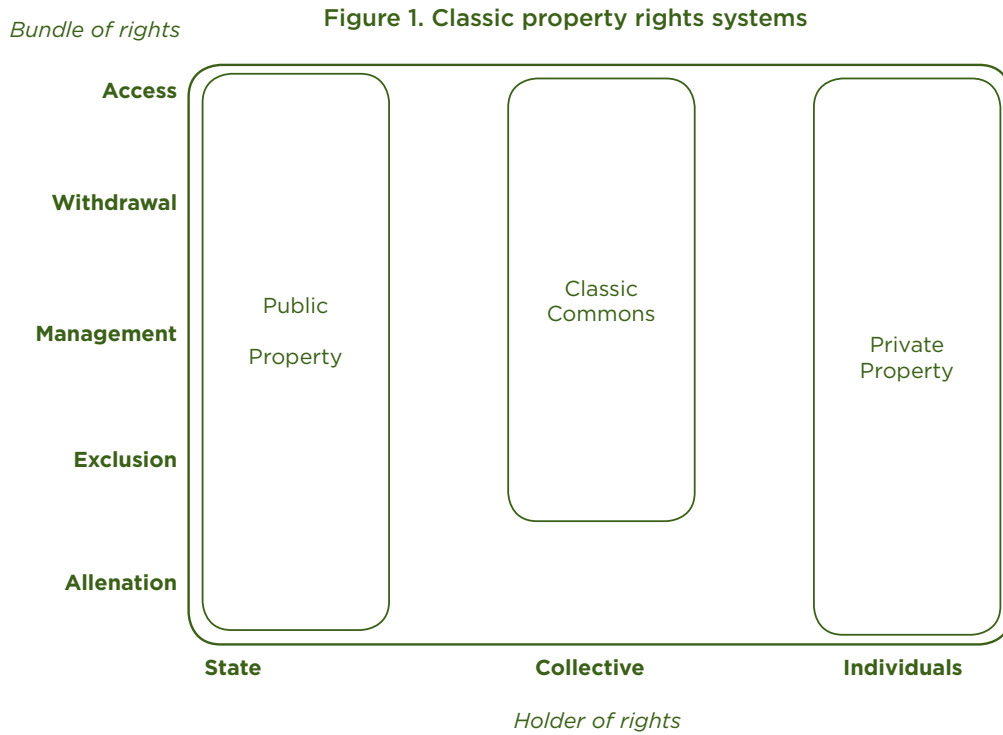 Figure 1. Classic property rights systems
Bundle of rights
Access
Withdrawal
Management
Exclusion
Allenation
Public
Property
Classic
Commons
Private
Property
State
Collective
Individuals
Holder of rights